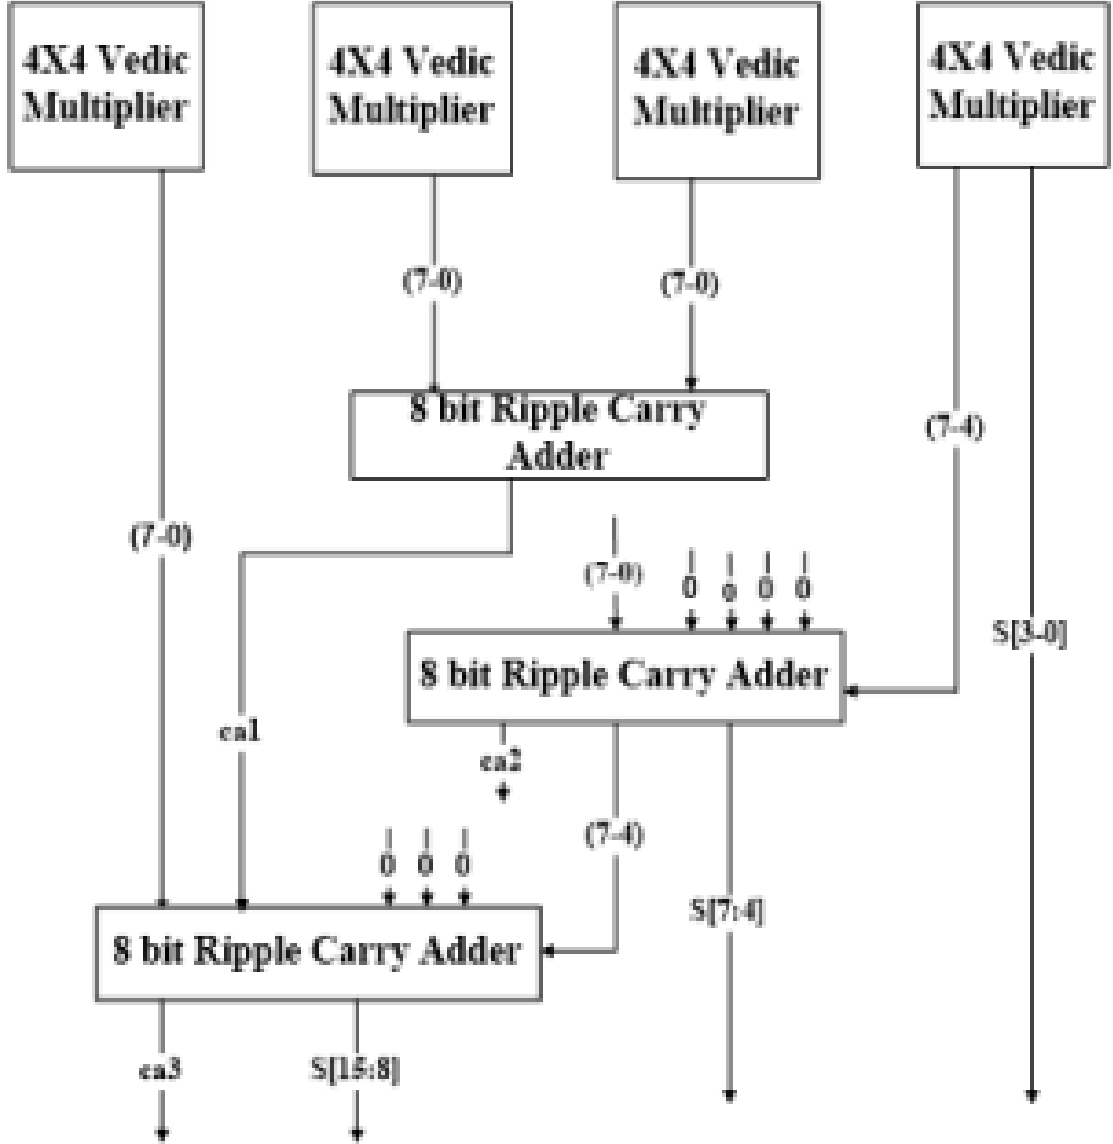 4X4 Vedic
Multiplier
4X4 Vedic
Multiplier
4X4 Vedic
Multiplier
4X4 Vedic
Multiplier
(7-0)
(7-0)
8 bit Ripple Carry
Adder
(7-4)
(7-0)
(7-0)
0
0
0
0
S[3-0]
8 bit Ripple Carry Adder
ca1
ca2
(7-4)
0
0
0
S[7:4]
8 bit Ripple Carry Adder
ca3
S[15:8]